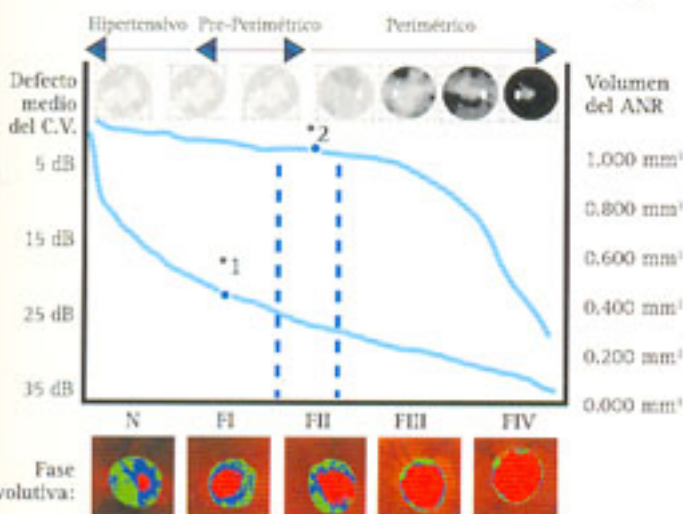 Hipertensivo Pre-Perimétrico Perimétrico
Defecto
medio
del C.V.
5 dB
15 dB
25 dB
35 dB
*2
*1
Volumen
del ANR
1.000 mm³
0.800 mm³
0.600 mm³
0.400 mm³
0.200 mm³
0.000 mm³
N FI FII FIII FIV
Fase
volutiva: